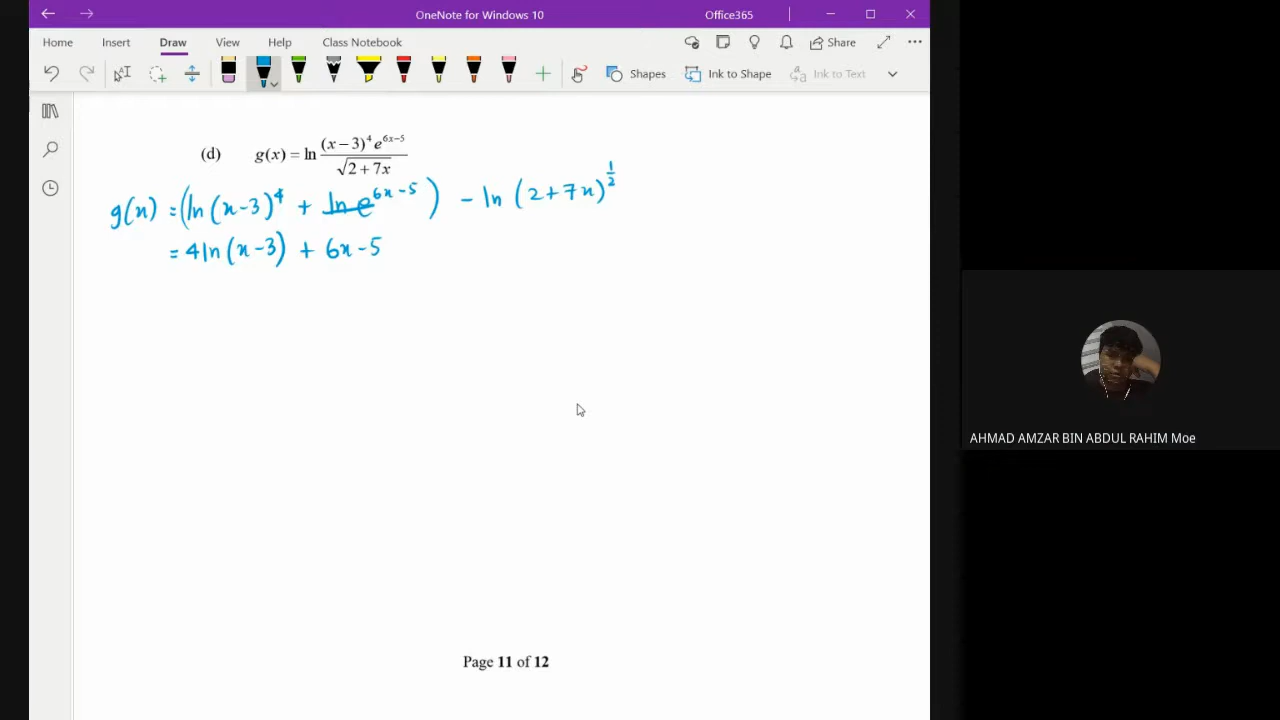 OneNote for Windows 10
Office365
Home Insert Draw View Help Class Notebook Share
Shapes Ink to Shape Ink to Text
(d) g(x) = ln (x − 3)⁴ e^{6x−5} / √(2 + 7x)
g(x) = (ln (x−3)⁴ + ln e^{6x−5}) − ln (2+7x)^{1/2}
= 4 ln (x−3) + 6x − 5
AHMAD AMZAR BIN ABDUL RAHIM Moe
Page 11 of 12